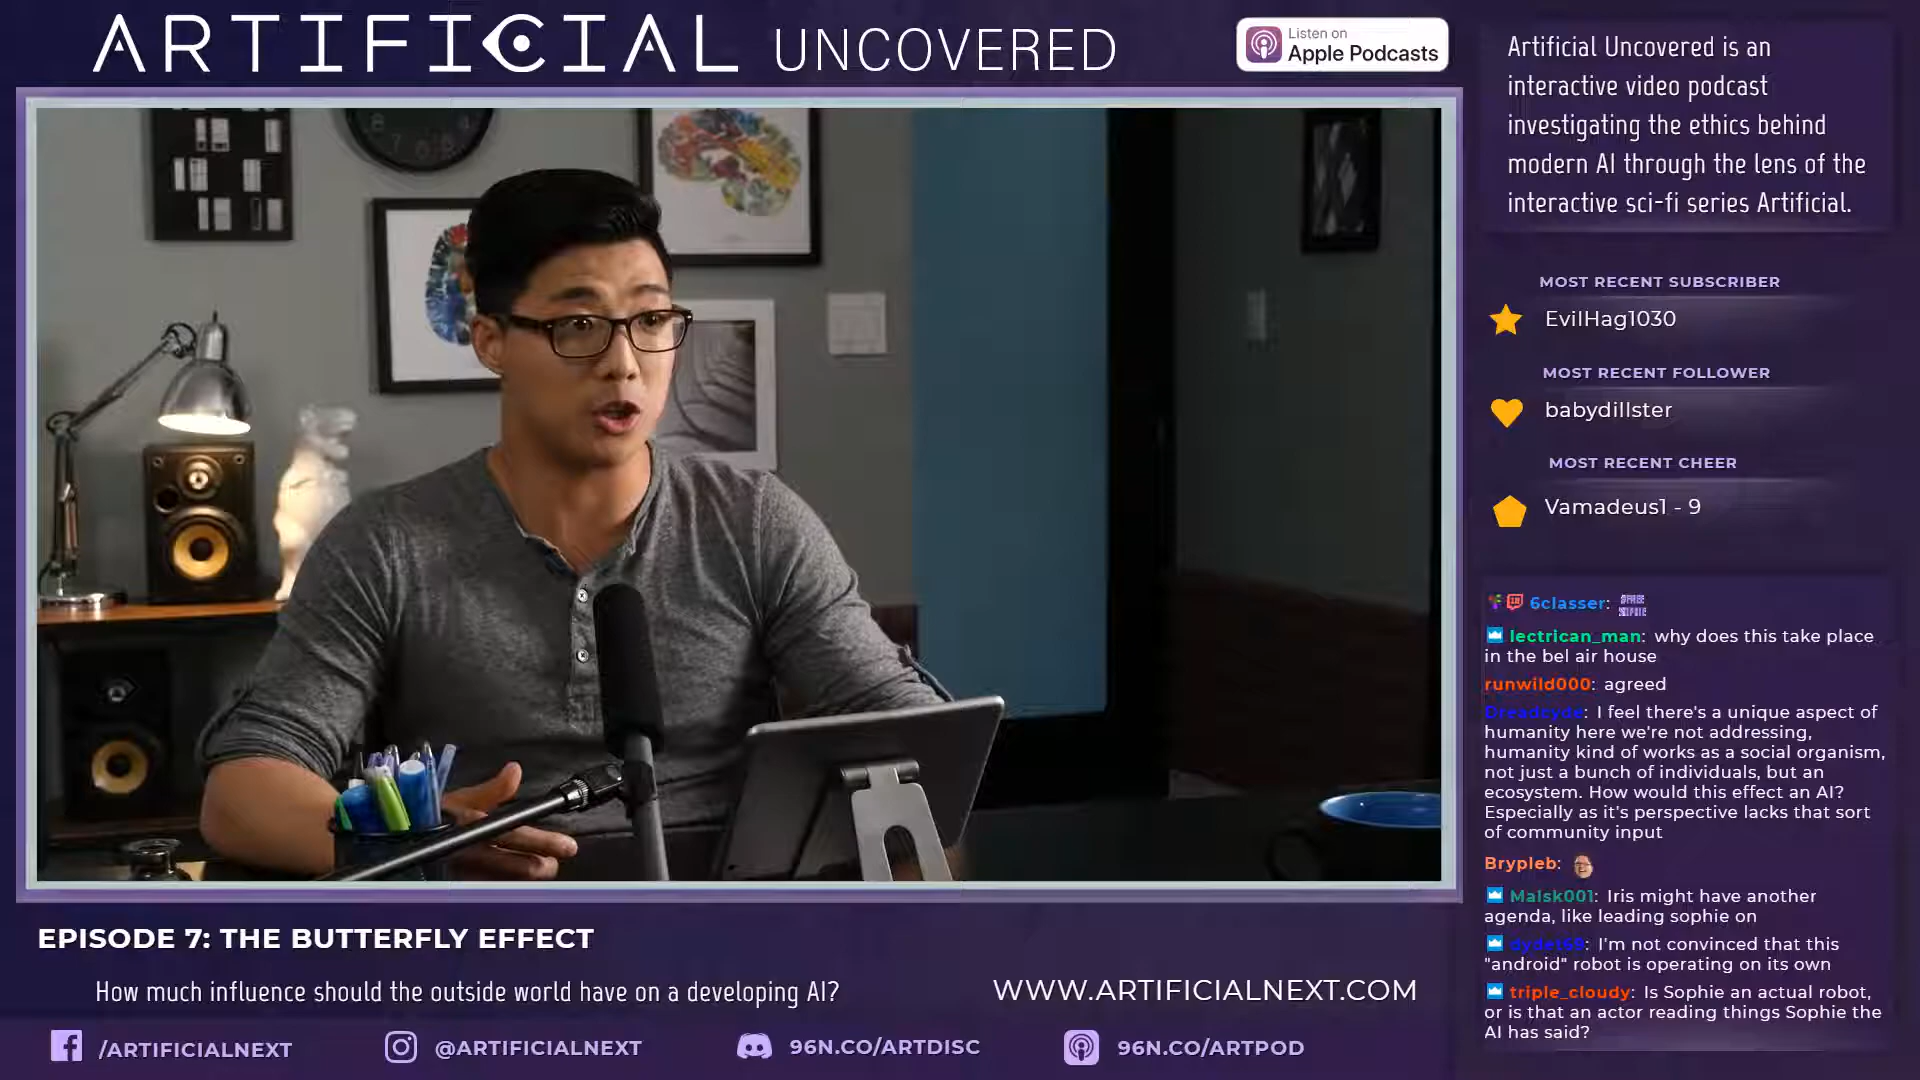 ARTIFICIAL UNCOVERED
Listen on
Apple Podcasts
Artificial Uncovered is an
interactive video podcast
investigating the ethics behind
modern AI through the lens of the
interactive sci-fi series Artificial.
MOST RECENT SUBSCRIBER
EvilHag1030
MOST RECENT FOLLOWER
babydillster
MOST RECENT CHEER
Vamadeus1 - 9
6classer:
lectrican_man: why does this take place
in the bel air house
runwild000: agreed
Dreadcyde: I feel there's a unique aspect of
humanity here we're not addressing,
humanity kind of works as a social organism,
not just a bunch of individuals, but an
ecosystem. How would this effect an AI?
Especially as it's perspective lacks that sort
of community input
Brypleb:
Malsk001: Iris might have another
agenda, like leading sophie on
dydet69: I'm not convinced that this
"android" robot is operating on its own
triple_cloudy: Is Sophie an actual robot,
or is that an actor reading things Sophie the
AI has said?
EPISODE 7: THE BUTTERFLY EFFECT
How much influence should the outside world have on a developing AI?
WWW.ARTIFICIALNEXT.COM
/ARTIFICIALNEXT
@ARTIFICIALNEXT
96N.CO/ARTDISC
96N.CO/ARTPOD